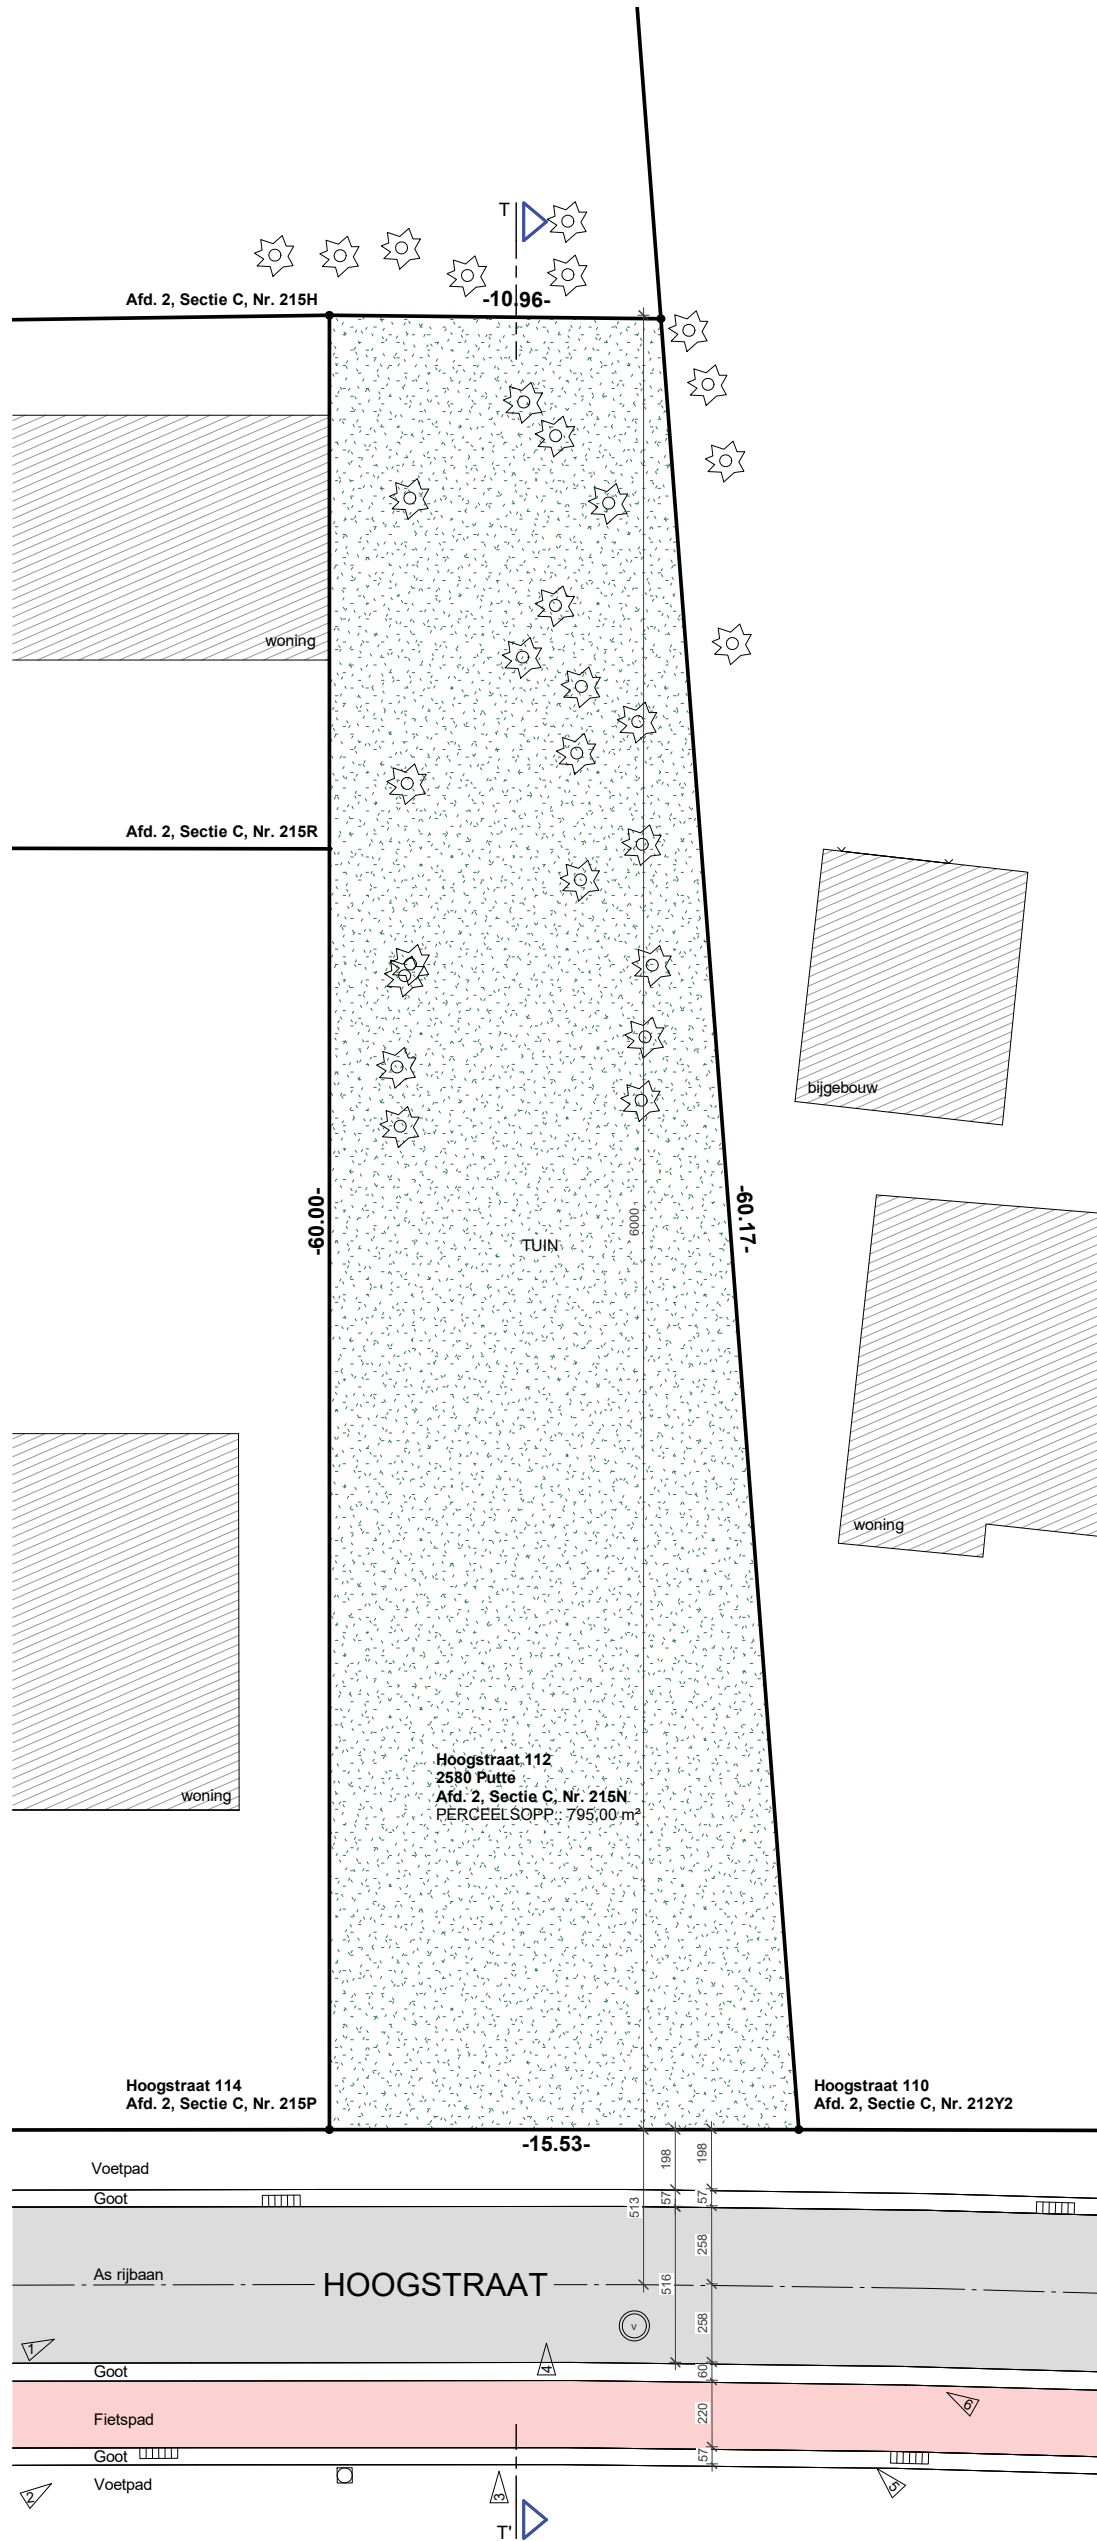 T
-10.96-
Afd. 2, Sectie C, Nr. 215H
woning
Afd. 2, Sectie C, Nr. 215R
bijgebouw
-60.00-
6000
-60.17-
TUIN
woning
Hoogstraat 112
2580 Putte
Afd. 2, Sectie C, Nr. 215N
PERCEELSOPP.: 795,00 m²
woning
Hoogstraat 114
Afd. 2, Sectie C, Nr. 215P
Hoogstraat 110
Afd. 2, Sectie C, Nr. 212Y2
-15.53-
Voetpad
198
198
Goot
57
57
513
258
As rijbaan
HOOGSTRAAT
516
258
V
1
4
Goot
60
6
Fietspad
220
Goot
57
Voetpad
2
3
5
T'